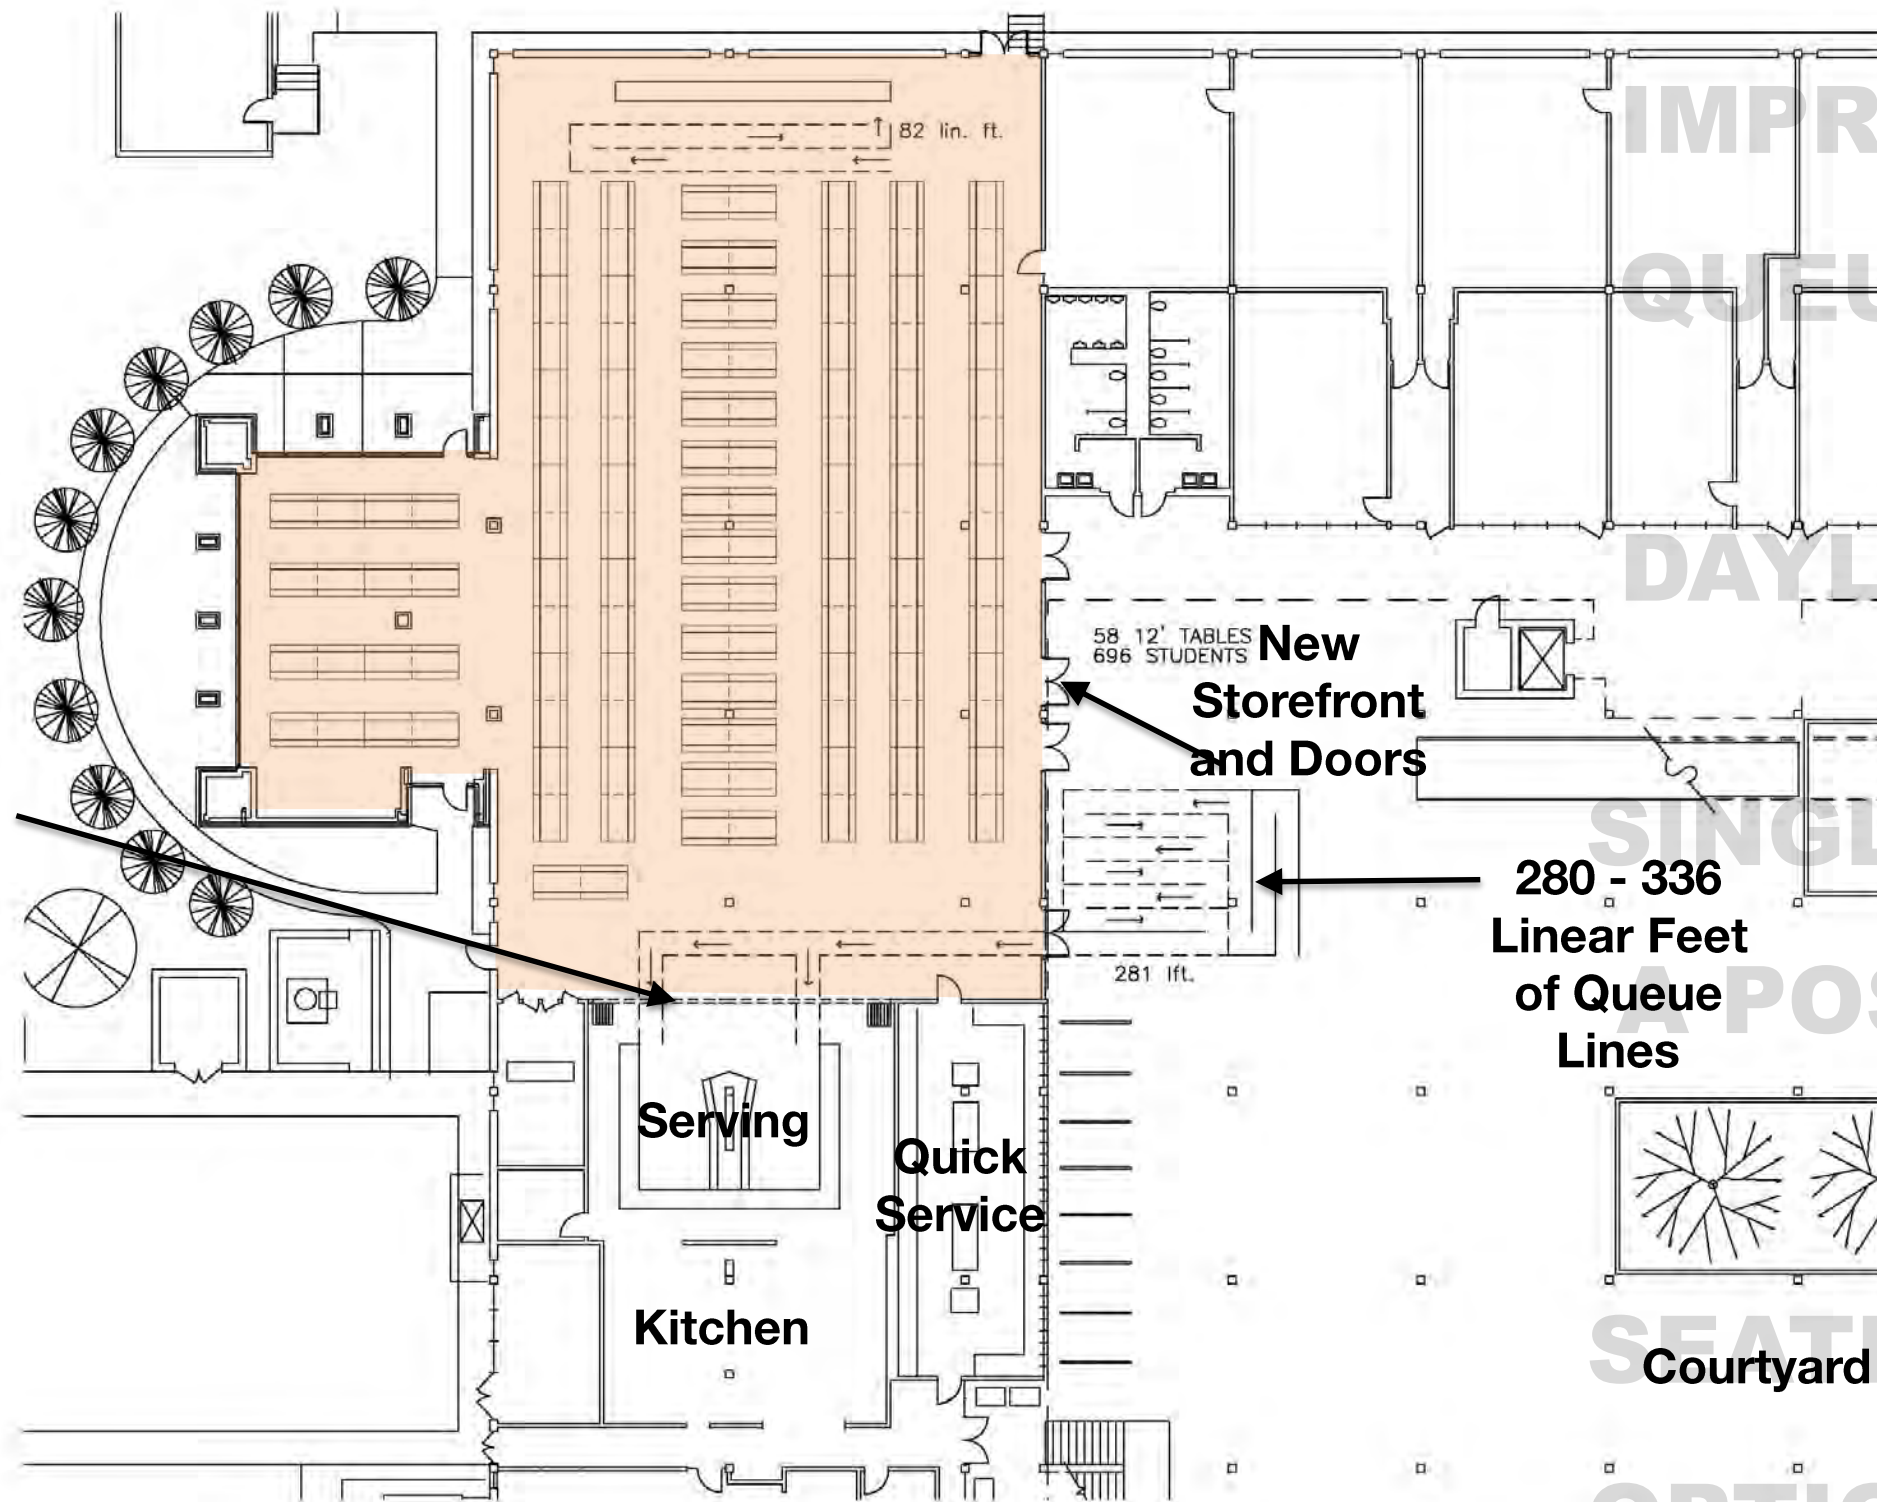 82 lin. ft.
58 12' TABLES
696 STUDENTS
New
Storefront
and Doors
280 - 336
Linear Feet
of Queue
Lines
281 lft.
Serving
Quick
Service
Kitchen
Courtyard
IMPR
QUEU
DAYL
SINGL
A POS
SEATI
OPTIO